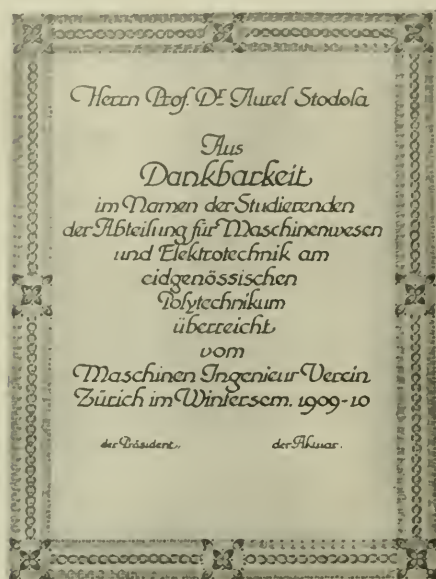 Herrn Prof. Dr. Aurel Stodola
Aus
Dankbarkeit
im Namen der Studierenden
der Abteilung für Maschinenwesen
und Elektrotechnik am
eidgenössischen
Polytechnikum
überreicht
vom
Maschinen Ingenieur Verein
Zürich im Wintersem. 1909-10
der Präsident. der Aktuar.